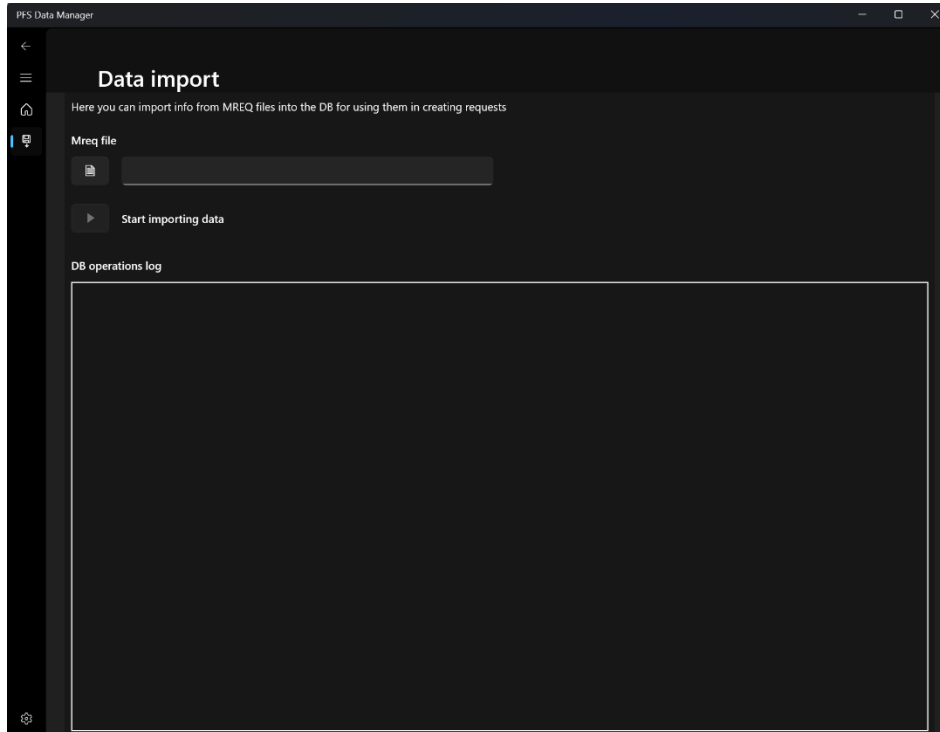 PFS Data Manager
Data import
Here you can import info from MREQ files into the DB for using them in creating requests
Mreq file
Start importing data
DB operations log